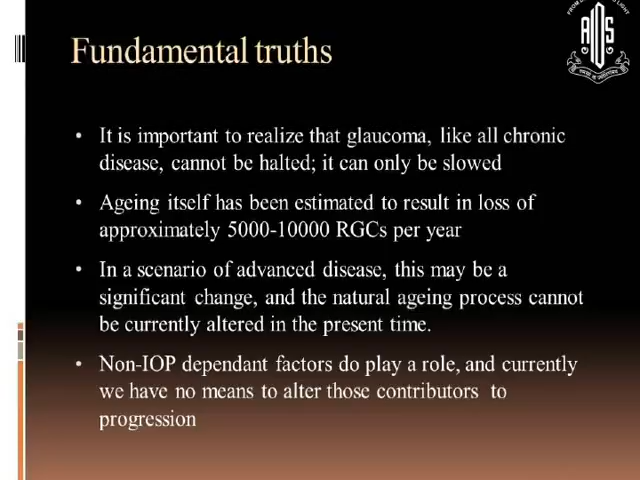 Fundamental truths
• It is important to realize that glaucoma, like all chronic
disease, cannot be halted; it can only be slowed
• Ageing itself has been estimated to result in loss of
approximately 5000-10000 RGCs per year
• In a scenario of advanced disease, this may be a
significant change, and the natural ageing process cannot
be currently altered in the present time.
• Non-IOP dependant factors do play a role, and currently
we have no means to alter those contributors to
progression